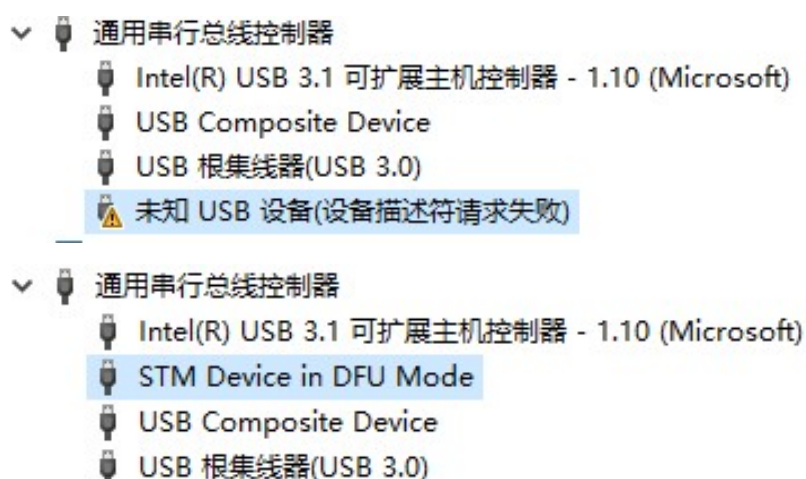 通用串行总线控制器
Intel(R) USB 3.1 可扩展主机控制器 - 1.10 (Microsoft)
USB Composite Device
USB 根集线器(USB 3.0)
未知 USB 设备(设备描述符请求失败)
通用串行总线控制器
Intel(R) USB 3.1 可扩展主机控制器 - 1.10 (Microsoft)
STM Device in DFU Mode
USB Composite Device
USB 根集线器(USB 3.0)